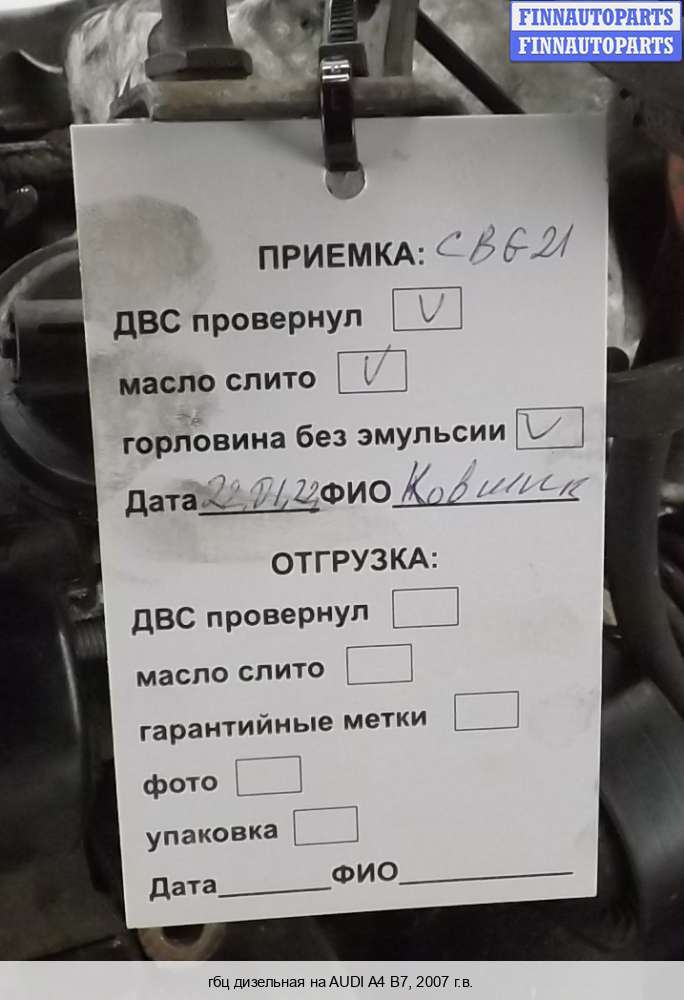 FINNAUTOPARTS
FINNAUTOPARTS
ПРИЕМКА: CBG21
ДВС провернул V
масло слито V
горловина без эмульсии V
Дата 22.01.22 ФИО Ковшик
ОТГРУЗКА:
ДВС провернул
масло слито
гарантийные метки
фото
упаковка
Дата ФИО
гбц дизельная на AUDI A4 B7, 2007 г.в.